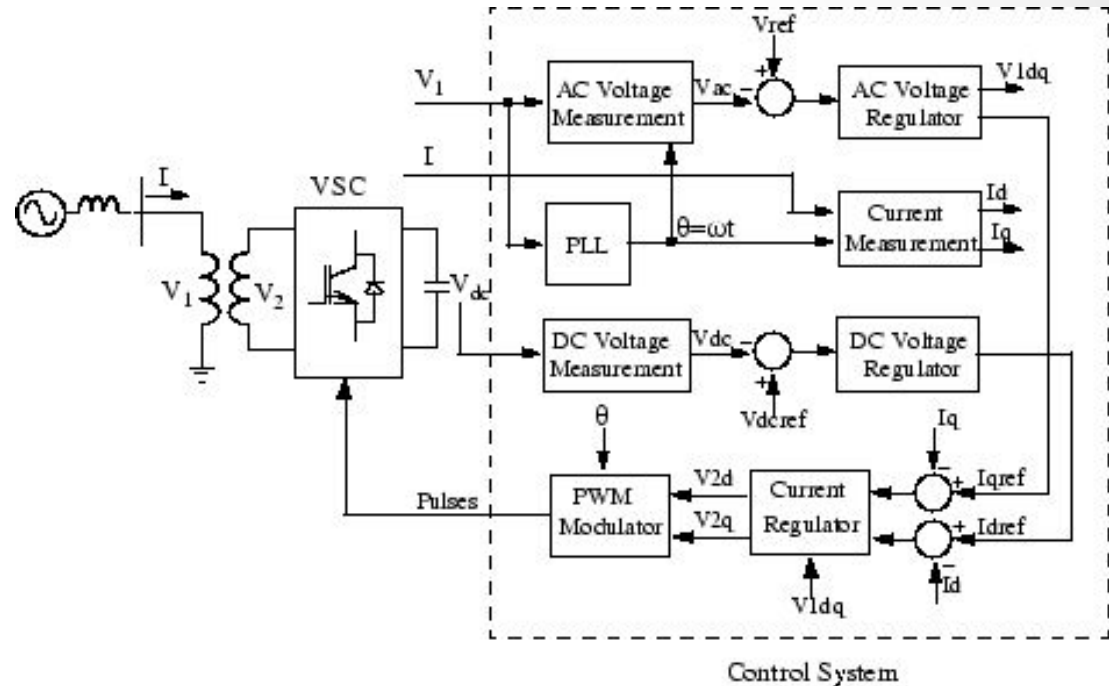 Vref
V1
AC Voltage
Measurement
Vac
+
-
AC Voltage
Regulator
V1dq
I
I
VSC
PLL
θ=ωt
Current
Measurement
Id
Iq
V1
V2
Vdc
DC Voltage
Measurement
Vdc
-
+
Vdcref
DC Voltage
Regulator
θ
Iq
Pulses
PWM
Modulator
V2d
V2q
Current
Regulator
-
+
Iqref
+
Idref
-
Id
V1dq
Control System